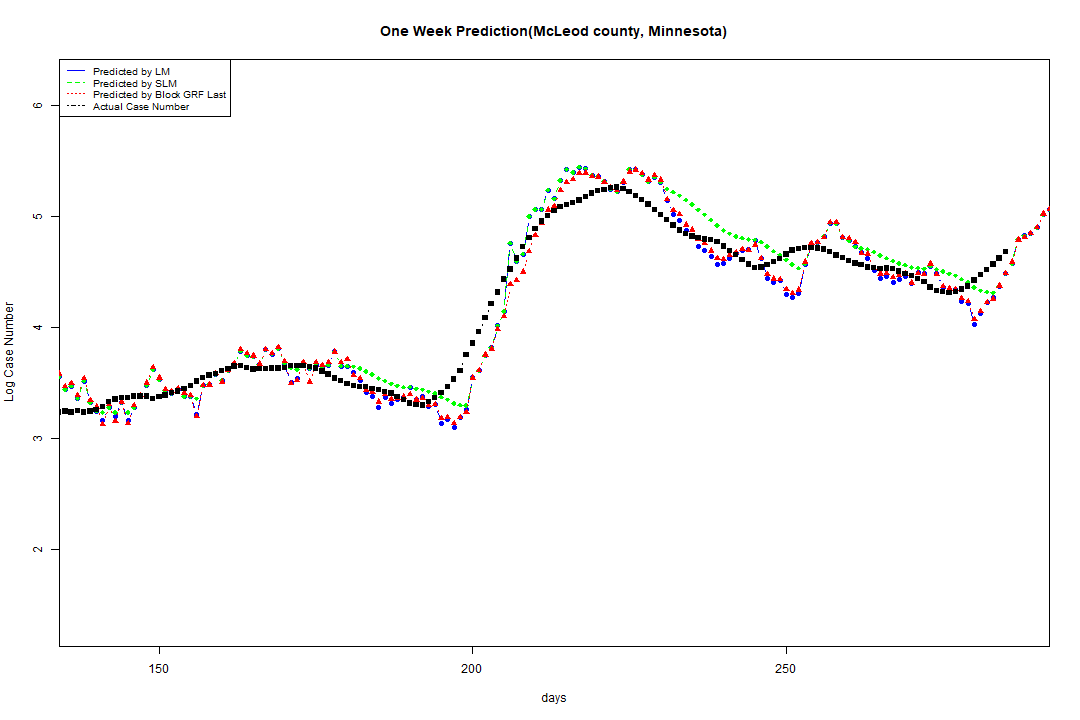 One Week Prediction(McLeod county, Minnesota)
Predicted by LM
Predicted by SLM
Predicted by Block GRF Last
Actual Case Number
6
5
4
3
2
Log Case Number
150
200
250
days